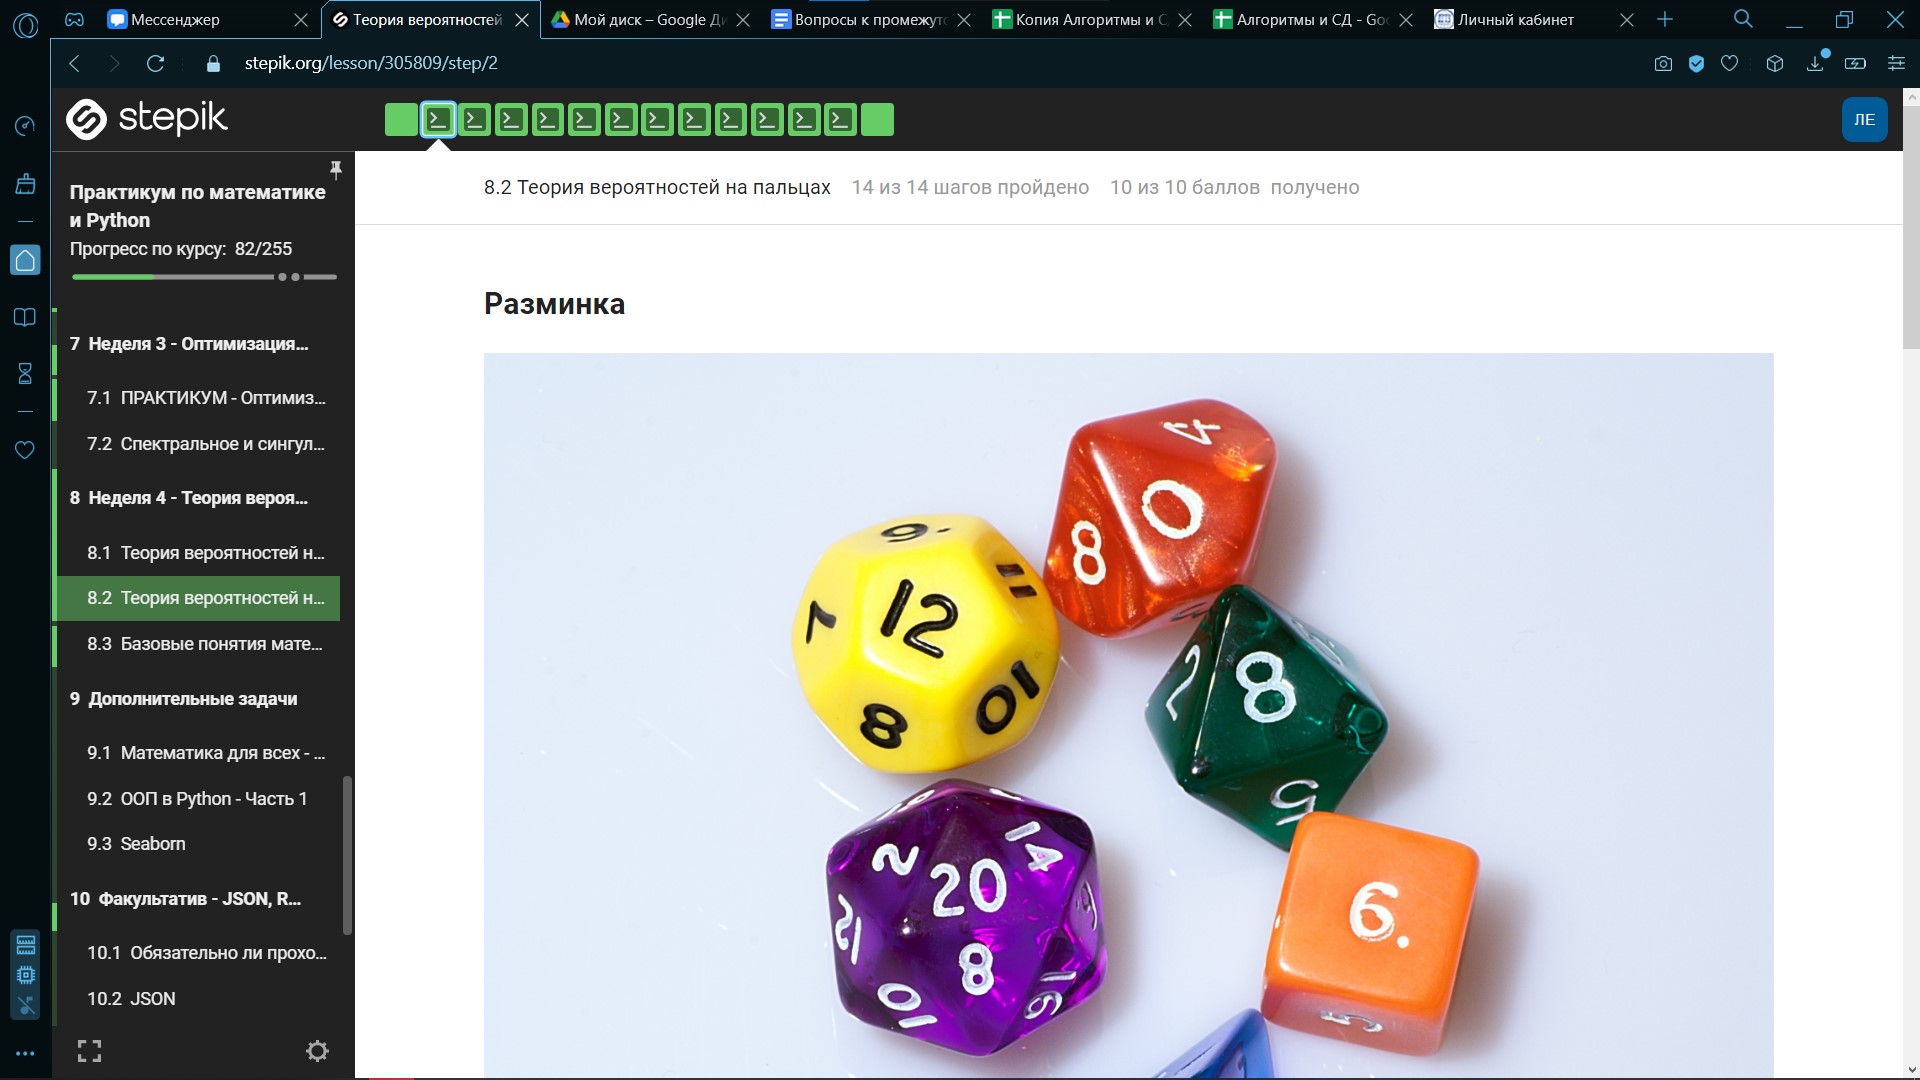 Мессенджер
Теория вероятностей
Мой диск – Google Ди
Вопросы к промежут
Копия Алгоритмы и С
Алгоритмы и СД - Goo
Личный кабинет
stepik.org/lesson/305809/step/2
stepik
ЛЕ
Практикум по математике
и Python
Прогресс по курсу: 82/255
7 Неделя 3 - Оптимизация...
7.1 ПРАКТИКУМ - Оптимиз...
7.2 Спектральное и сингул...
8 Неделя 4 - Теория вероя...
8.1 Теория вероятностей н...
8.2 Теория вероятностей н...
8.3 Базовые понятия мате...
9 Дополнительные задачи
9.1 Математика для всех - ...
9.2 ООП в Python - Часть 1
9.3 Seaborn
10 Факультатив - JSON, R...
10.1 Обязательно ли прохо...
10.2 JSON
8.2 Теория вероятностей на пальцах 14 из 14 шагов пройдено 10 из 10 баллов получено
Разминка
4
0
8
9.
11
12
7
10
8
8
7
5
2
20
14
12
8
10
16
6.